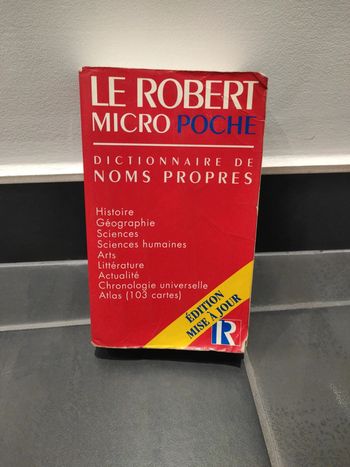 LE ROBERT
MICRO POCHE
DICTIONNAIRE DE
NOMS PROPRES
Histoire
Géographie
Sciences
Sciences humaines
Arts
Littérature
Actualité
Chronologie universelle
Atlas (103 cartes)
ÉDITION
MISE À JOUR
R